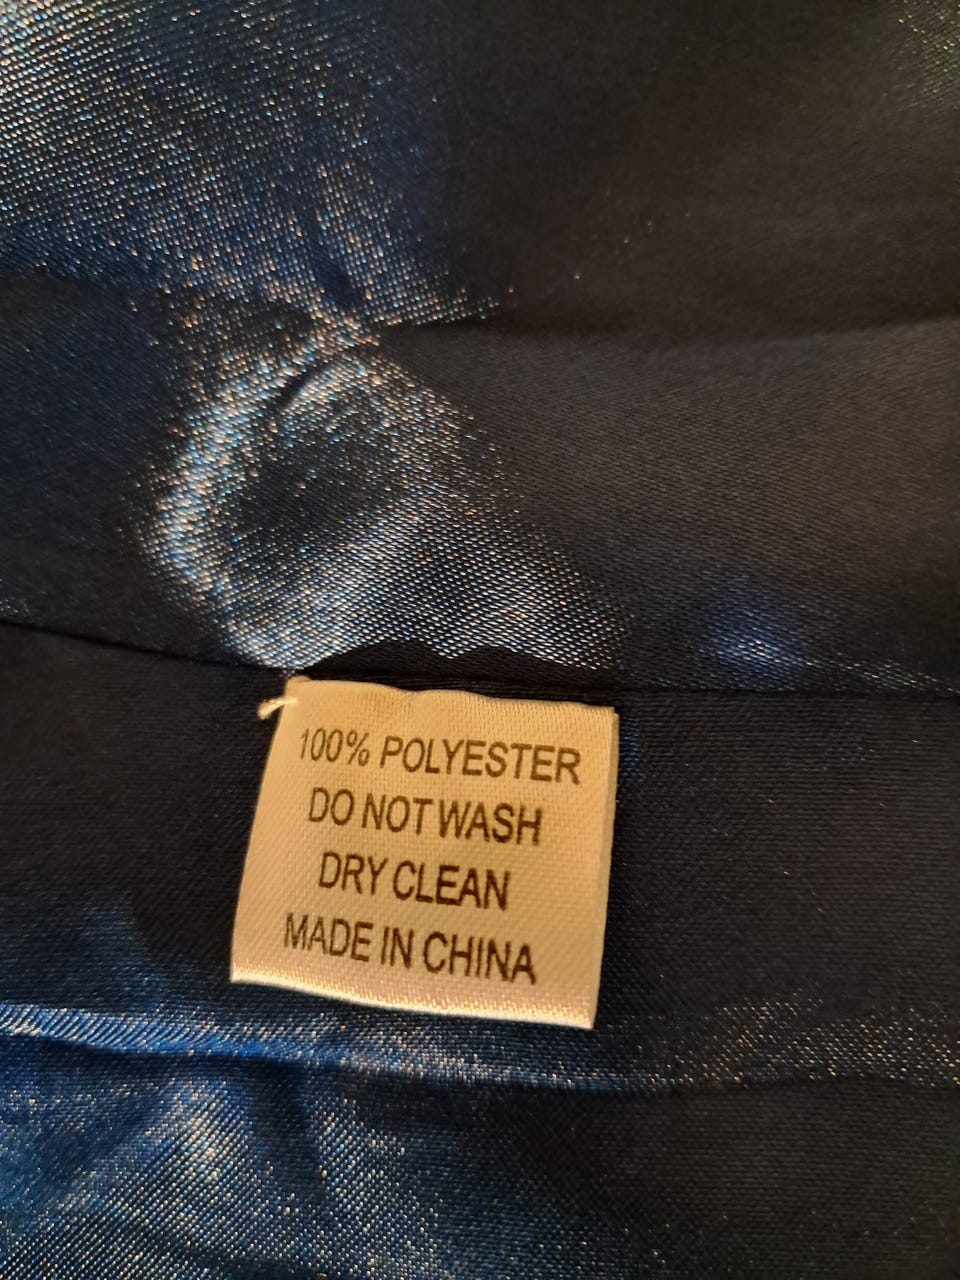 100% POLYESTER
DO NOT WASH
DRY CLEAN
MADE IN CHINA